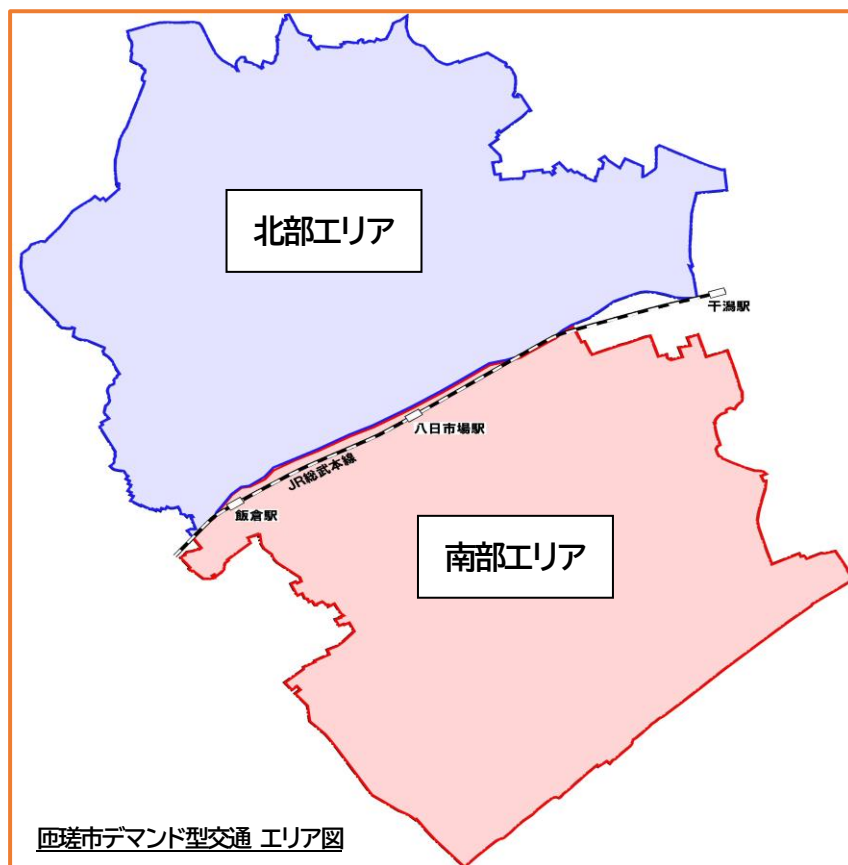 北部エリア
干潟駅
八日市場駅
JR総武本線
飯倉駅
南部エリア
匝瑳市デマンド型交通 エリア図